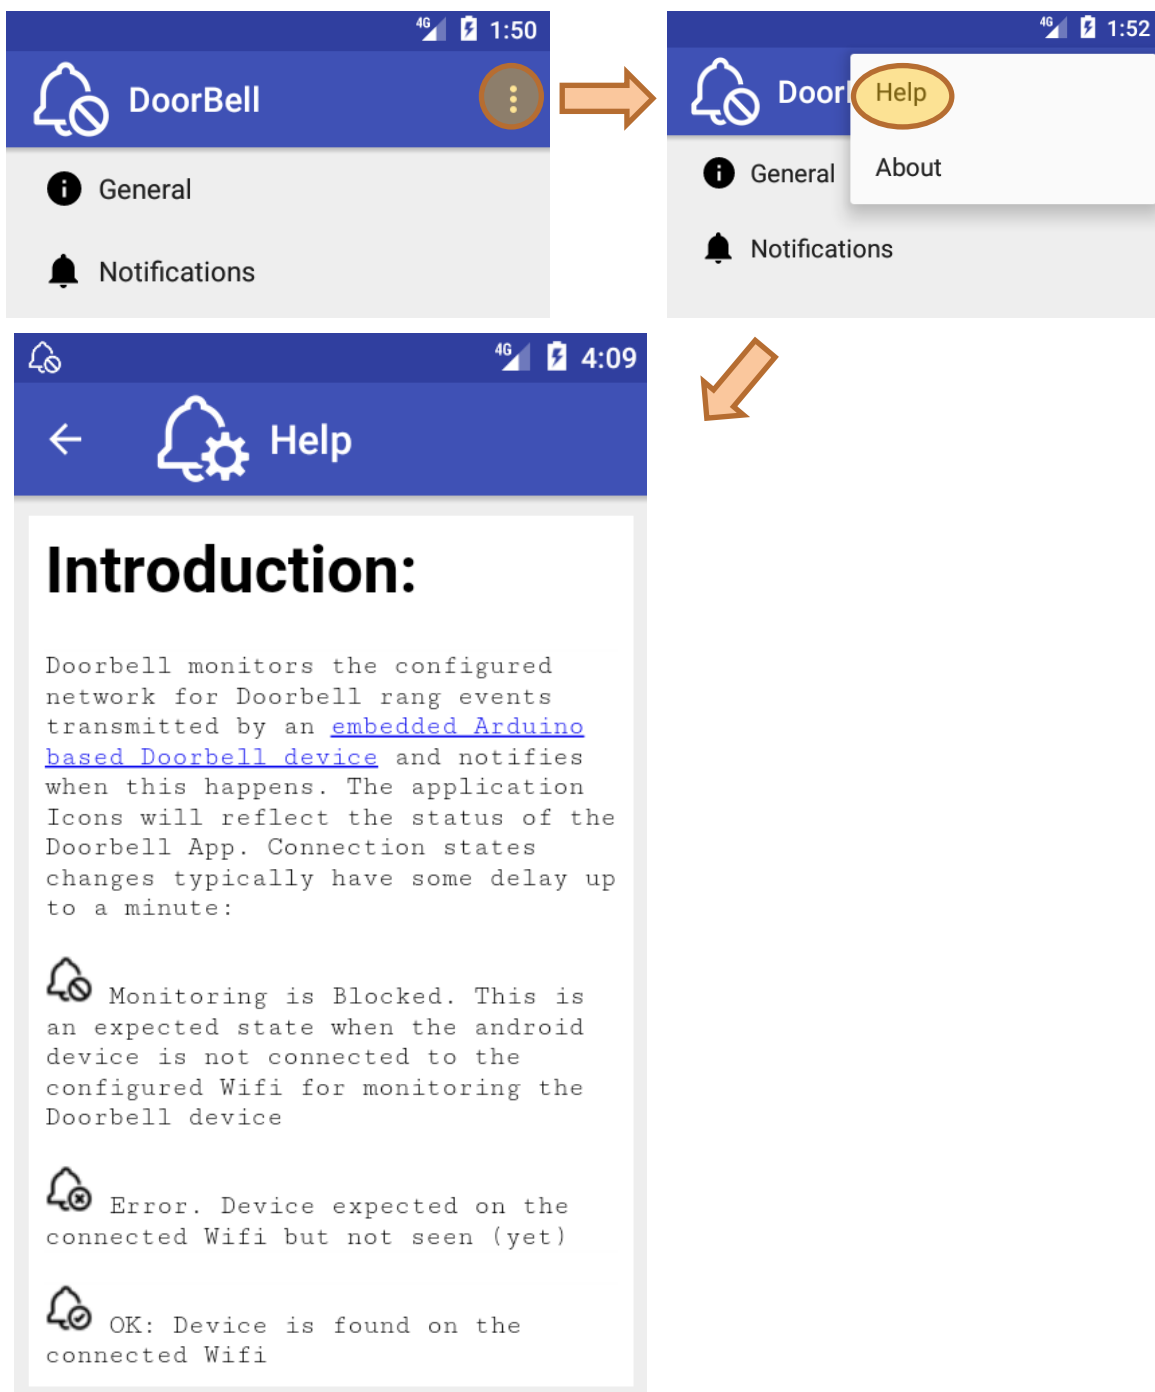 4G 1:50
DoorBell
General
Notifications
4G 1:52
Doorl
Help
General
About
Notifications
4G 4:09
Help
Introduction:
Doorbell monitors the configured
network for Doorbell rang events
transmitted by an embedded Arduino
based Doorbell device and notifies
when this happens. The application
Icons will reflect the status of the
Doorbell App. Connection states
changes typically have some delay up
to a minute:
Monitoring is Blocked. This is
an expected state when the android
device is not connected to the
configured Wifi for monitoring the
Doorbell device
Error. Device expected on the
connected Wifi but not seen (yet)
OK: Device is found on the
connected Wifi